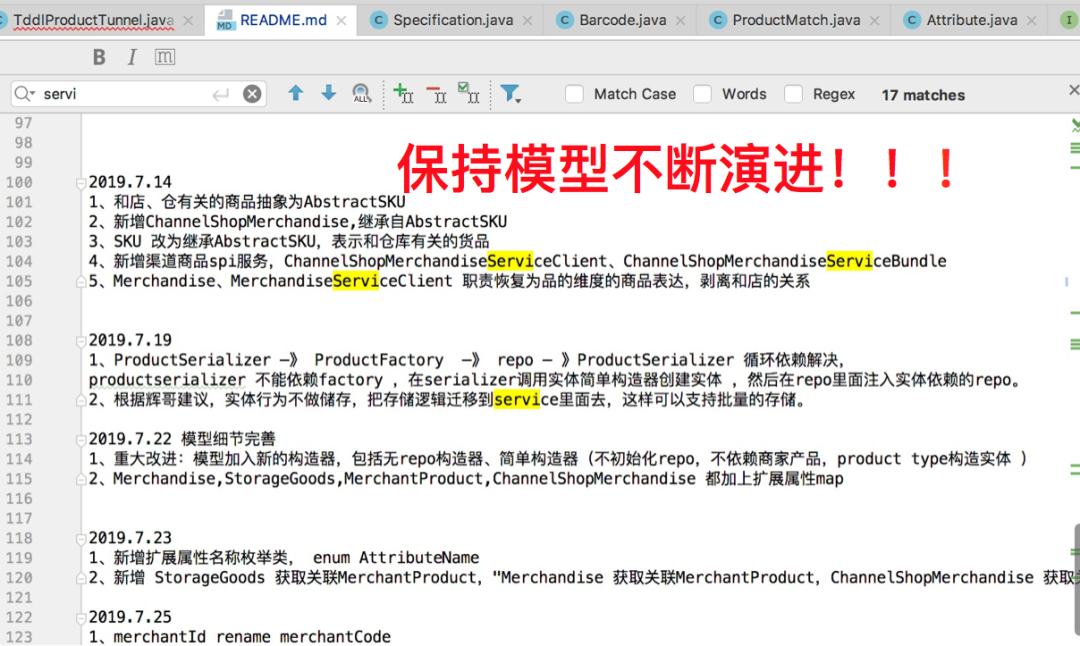 TddlProductTunnel.java README.md Specification.java Barcode.java ProductMatch.java Attribute.java
B I m
servi Match Case Words Regex 17 matches
保持模型不断演进！！！
97
98
99
100 2019.7.14
101 1、和店、仓有关的商品抽象为AbstractSKU
102 2、新增ChannelShopMerchandise,继承自AbstractSKU
103 3、SKU 改为继承AbstractSKU，表示和仓库有关的货品
104 4、新增渠道商品spi服务，ChannelShopMerchandiseServiceClient、ChannelShopMerchandiseServiceBundle
105 5、Merchandise、MerchandiseServiceClient 职责恢复为品的维度的商品表达，剥离和店的关系
106
107
108 2019.7.19
109 1、ProductSerializer —》 ProductFactory —》 repo — 》ProductSerializer 循环依赖解决，
110 productserializer 不能依赖factory ，在serializer调用实体简单构造器创建实体 ，然后在repo里面注入实体依赖的repo。
111 2、根据辉哥建议，实体行为不做储存，把存储逻辑迁移到service里面去，这样可以支持批量的存储。
112
113 2019.7.22 模型细节完善
114 1、重大改进：模型加入新的构造器，包括无repo构造器、简单构造器（不初始化repo，不依赖商家产品，product type构造实体 ）
115 2、Merchandise,StorageGoods,MerchantProduct,ChannelShopMerchandise 都加上扩展属性map
116
117
118 2019.7.23
119 1、新增扩展属性名称枚举类， enum AttributeName
120 2、新增 StorageGoods 获取关联MerchantProduct，"Merchandise 获取关联MerchantProduct，ChannelShopMerchandise 获取
121
122 2019.7.25
123 1、merchantId rename merchantCode